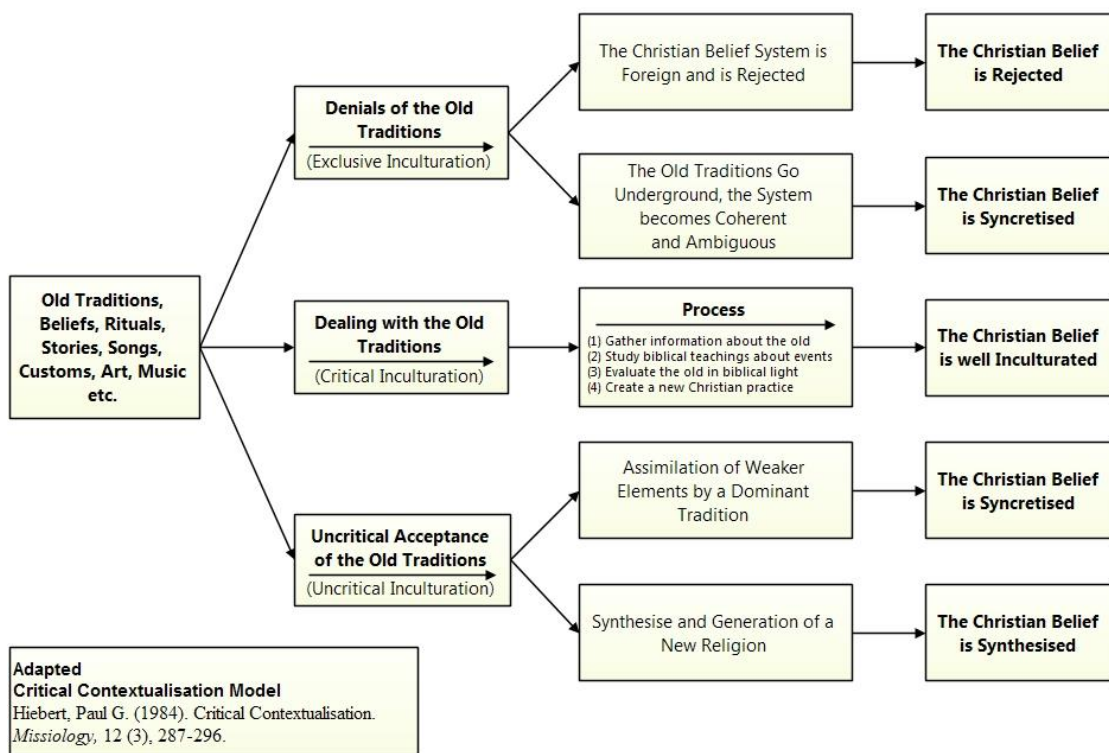 Old Traditions,
Beliefs, Rituals,
Stories, Songs,
Customs, Art, Music
etc.
Denials of the Old
Traditions
(Exclusive Inculturation)
The Christian Belief System is
Foreign and is Rejected
The Christian Belief
is Rejected
The Old Traditions Go
Underground, the System
becomes Coherent
and Ambiguous
The Christian Belief
is Syncretised
Dealing with the Old
Traditions
(Critical Inculturation)
Process
(1) Gather information about the old
(2) Study biblical teachings about events
(3) Evaluate the old in biblical light
(4) Create a new Christian practice
The Christian Belief
is well Inculturated
Uncritical Acceptance
of the Old Traditions
(Uncritical Inculturation)
Assimilation of Weaker
Elements by a Dominant
Tradition
The Christian Belief
is Syncretised
Synthesise and Generation of a
New Religion
The Christian Belief
is Synthesised
Adapted
Critical Contextualisation Model
Hiebert, Paul G. (1984). Critical Contextualisation.
Missiology, 12 (3), 287-296.